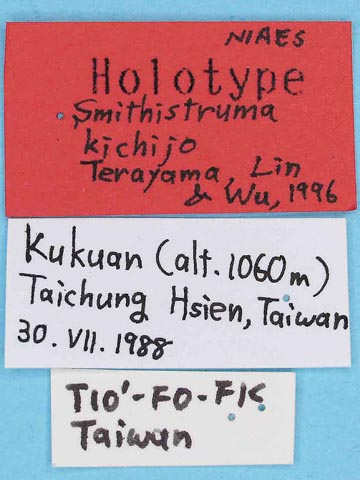 NIAES
Holotype
Smithistruma
kichijo
Terayama, Lin
& Wu, 1996
Kukuan (alt. 1060m)
Taichung Hsien, Taiwan
30. VII. 1988
T10'-FO-FK
Taiwan